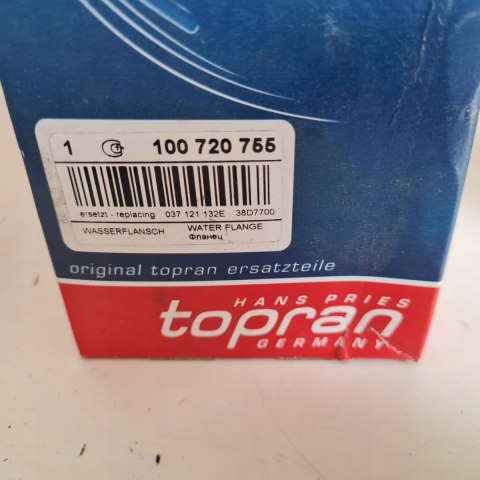 1 100 720 755
ersetzt - replacing 037 121 132E 38D7700
WASSERFLANSCH WATER FLANGE
Фланец
original topran ersatzteile
HANS PRIES
topran
GERMANY